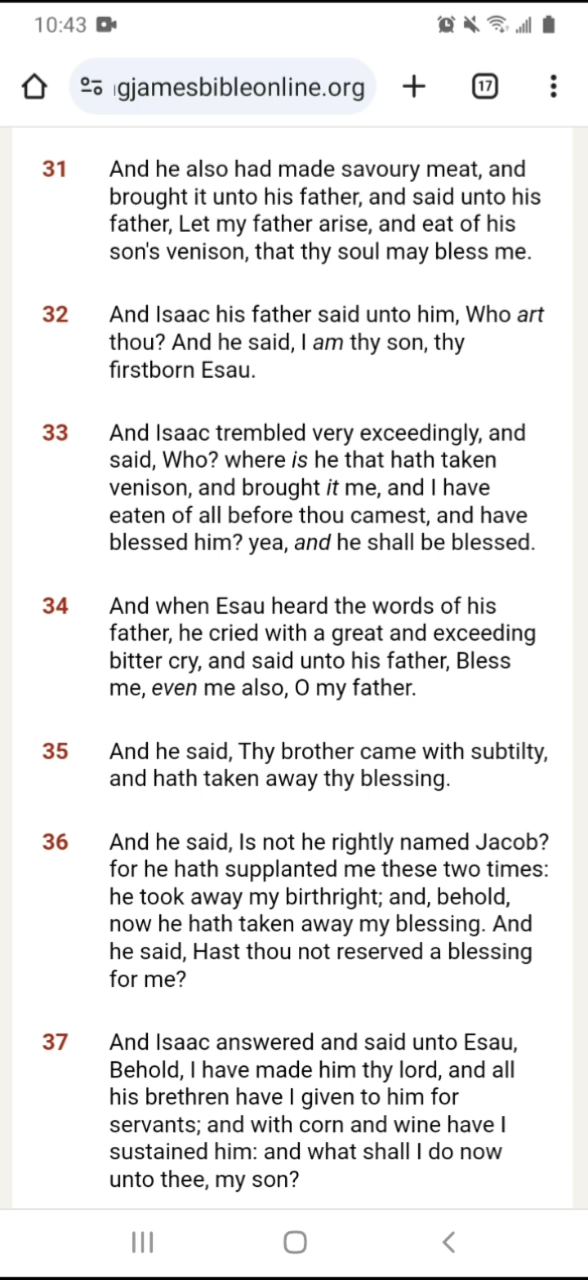 10:43
gjamesbibleonline.org
17
31 And he also had made savoury meat, and
brought it unto his father, and said unto his
father, Let my father arise, and eat of his
son's venison, that thy soul may bless me.
32 And Isaac his father said unto him, Who art
thou? And he said, I am thy son, thy
firstborn Esau.
33 And Isaac trembled very exceedingly, and
said, Who? where is he that hath taken
venison, and brought it me, and I have
eaten of all before thou camest, and have
blessed him? yea, and he shall be blessed.
34 And when Esau heard the words of his
father, he cried with a great and exceeding
bitter cry, and said unto his father, Bless
me, even me also, O my father.
35 And he said, Thy brother came with subtilty,
and hath taken away thy blessing.
36 And he said, Is not he rightly named Jacob?
for he hath supplanted me these two times:
he took away my birthright; and, behold,
now he hath taken away my blessing. And
he said, Hast thou not reserved a blessing
for me?
37 And Isaac answered and said unto Esau,
Behold, I have made him thy lord, and all
his brethren have I given to him for
servants; and with corn and wine have I
sustained him: and what shall I do now
unto thee, my son?